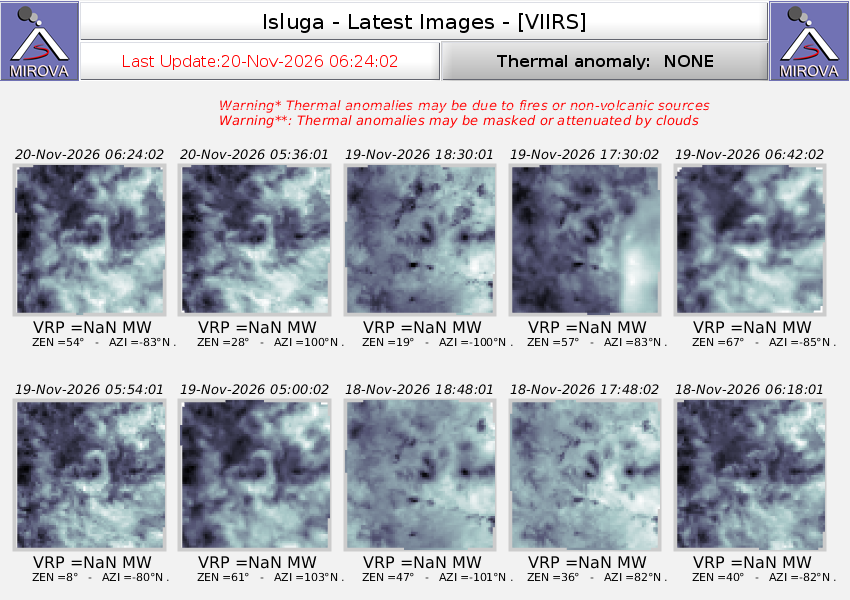 Isluga - Latest Images - [VIIRS]
MIROVA
Last Update:20-Nov-2026 06:24:02
Thermal anomaly: NONE
MIROVA
Warning* Thermal anomalies may be due to fires or non-volcanic sources
Warning**: Thermal anomalies may be masked or attenuated by clouds
20-Nov-2026 06:24:02
20-Nov-2026 05:36:01
19-Nov-2026 18:30:01
19-Nov-2026 17:30:02
19-Nov-2026 06:42:02
VRP =NaN MW
VRP =NaN MW
VRP =NaN MW
VRP =NaN MW
VRP =NaN MW
ZEN =54° - AZI =-83°N .
ZEN =28° - AZI =100°N .
ZEN =19° - AZI =-100°N .
ZEN =57° - AZI =83°N .
ZEN =67° - AZI =-85°N .
19-Nov-2026 05:54:01
19-Nov-2026 05:00:02
18-Nov-2026 18:48:01
18-Nov-2026 17:48:02
18-Nov-2026 06:18:01
VRP =NaN MW
VRP =NaN MW
VRP =NaN MW
VRP =NaN MW
VRP =NaN MW
ZEN =8° - AZI =-80°N .
ZEN =61° - AZI =103°N .
ZEN =47° - AZI =-101°N .
ZEN =36° - AZI =82°N .
ZEN =40° - AZI =-82°N .